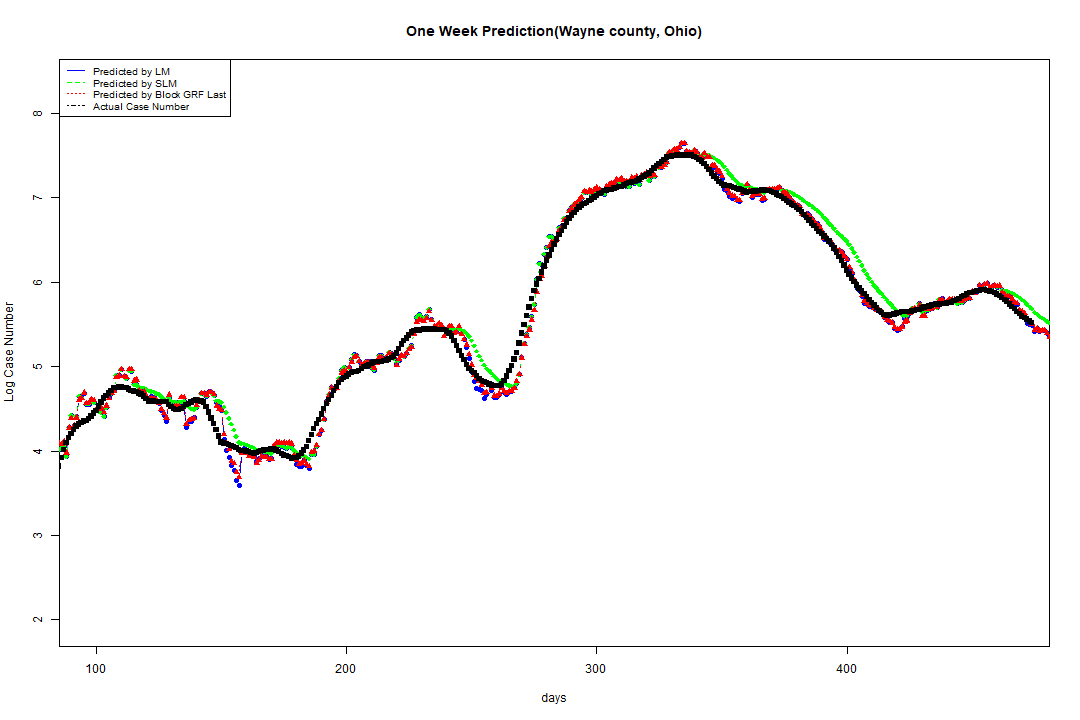 One Week Prediction(Wayne county, Ohio)
Predicted by LM
Predicted by SLM
Predicted by Block GRF Last
Actual Case Number
8
7
6
5
4
3
2
Log Case Number
100 200 300 400
days